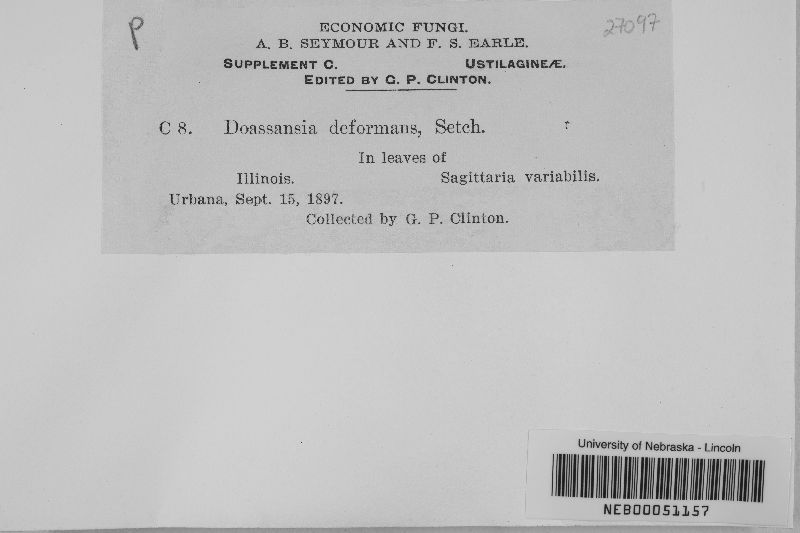 P
27097
ECONOMIC FUNGI.
A. B. SEYMOUR AND F. S. EARLE.
SUPPLEMENT C. USTILAGINEÆ.
EDITED BY G. P. CLINTON.
C 8. Doassansia deformans, Setch.
In leaves of
Illinois. Sagittaria variabilis.
Urbana, Sept. 15, 1897.
Collected by G. P. Clinton.
University of Nebraska - Lincoln
NEB00051157